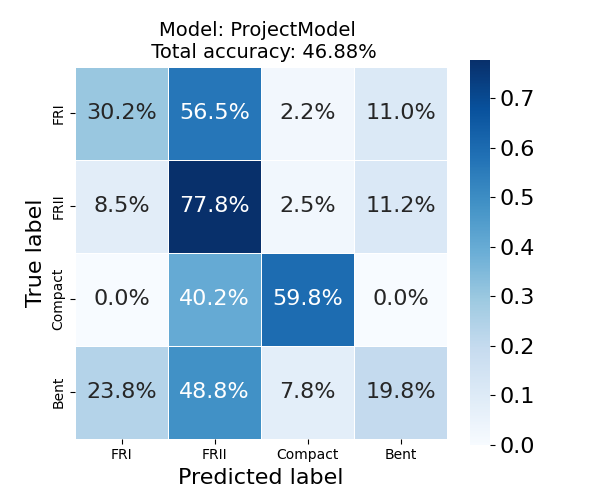 Model: ProjectModel
Total accuracy: 46.88%
True label
FRI
30.2% 56.5% 2.2% 11.0%
FRII
8.5% 77.8% 2.5% 11.2%
Compact
0.0% 40.2% 59.8% 0.0%
Bent
23.8% 48.8% 7.8% 19.8%
FRI FRII Compact Bent
Predicted label
0.7
0.6
0.5
0.4
0.3
0.2
0.1
0.0